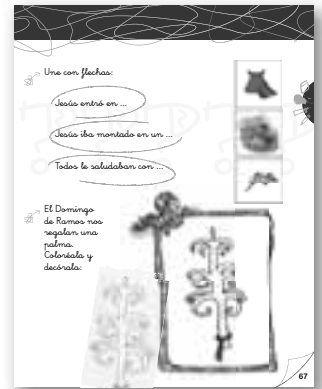 Une con flechas:
Jesús entró en ...
Jesús iba montado en un ...
Todos le saludaban con ...
El Domingo
de Ramos nos
regalan una
palma.
Coloréala y
decórala:
67